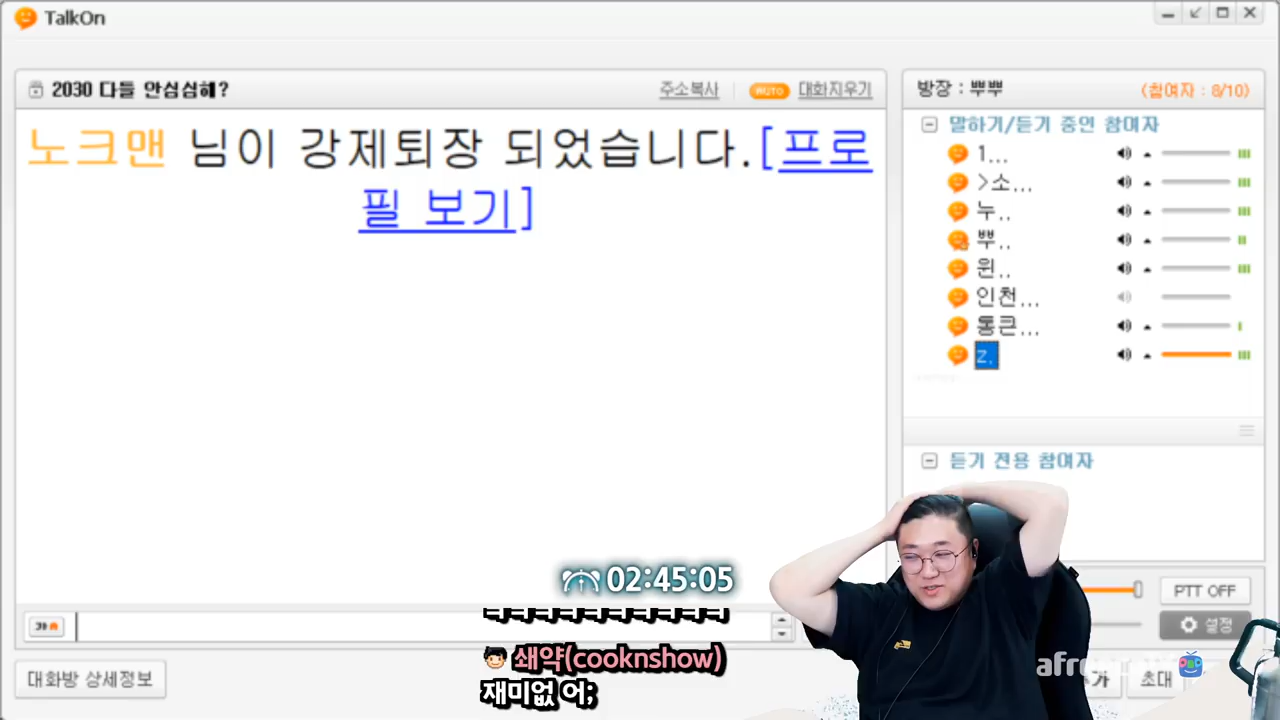 TalkOn
2030 다들 안심심해?
주소복사
AUTO
대화지우기
노크맨 님이 강제퇴장 되었습니다.[프로
필 보기]
방장 : 뿌뿌
(참여자 : 8/10)
말하기/듣기 중인 참여자
1...
>소...
누..
뿌..
윈..
인천...
통큰...
z.
듣기 전용 참여자
02:45:05
ㅋㅋㅋㅋㅋㅋㅋㅋㅋㅋㅋ
쇄약(cooknshow)
재미없 어;
PTT OFF
설정
초대
대화방 상세정보